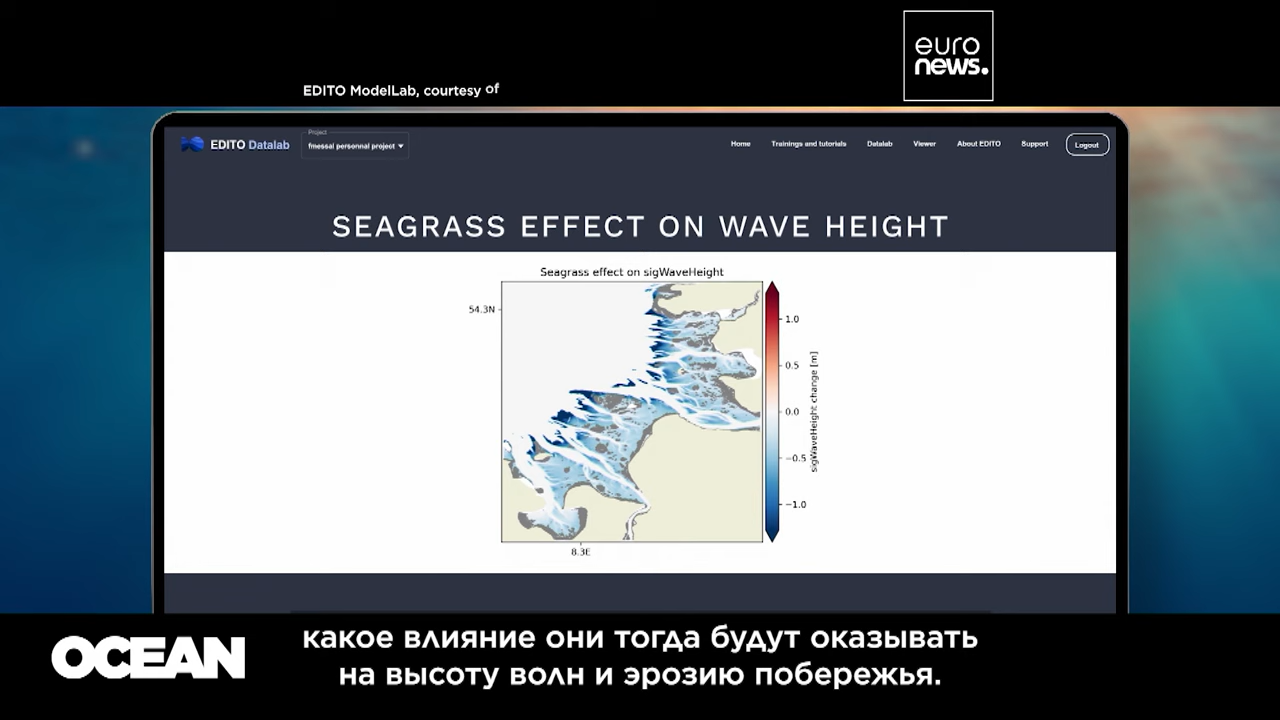 euro
news.
EDITO ModelLab, courtesy of
EDITO Datalab
Project
fmessal personnal project
Home
Trainings and tutorials
Datalab
Viewer
About EDITO
Support
Logout
SEAGRASS EFFECT ON WAVE HEIGHT
Seagrass effect on sigWaveHeight
54.3N
8.3E
1.0
0.5
0.0
−0.5
−1.0
sigWaveHeight change [m]
OCEAN
какое влияние они тогда будут оказывать
на высоту волн и эрозию побережья.